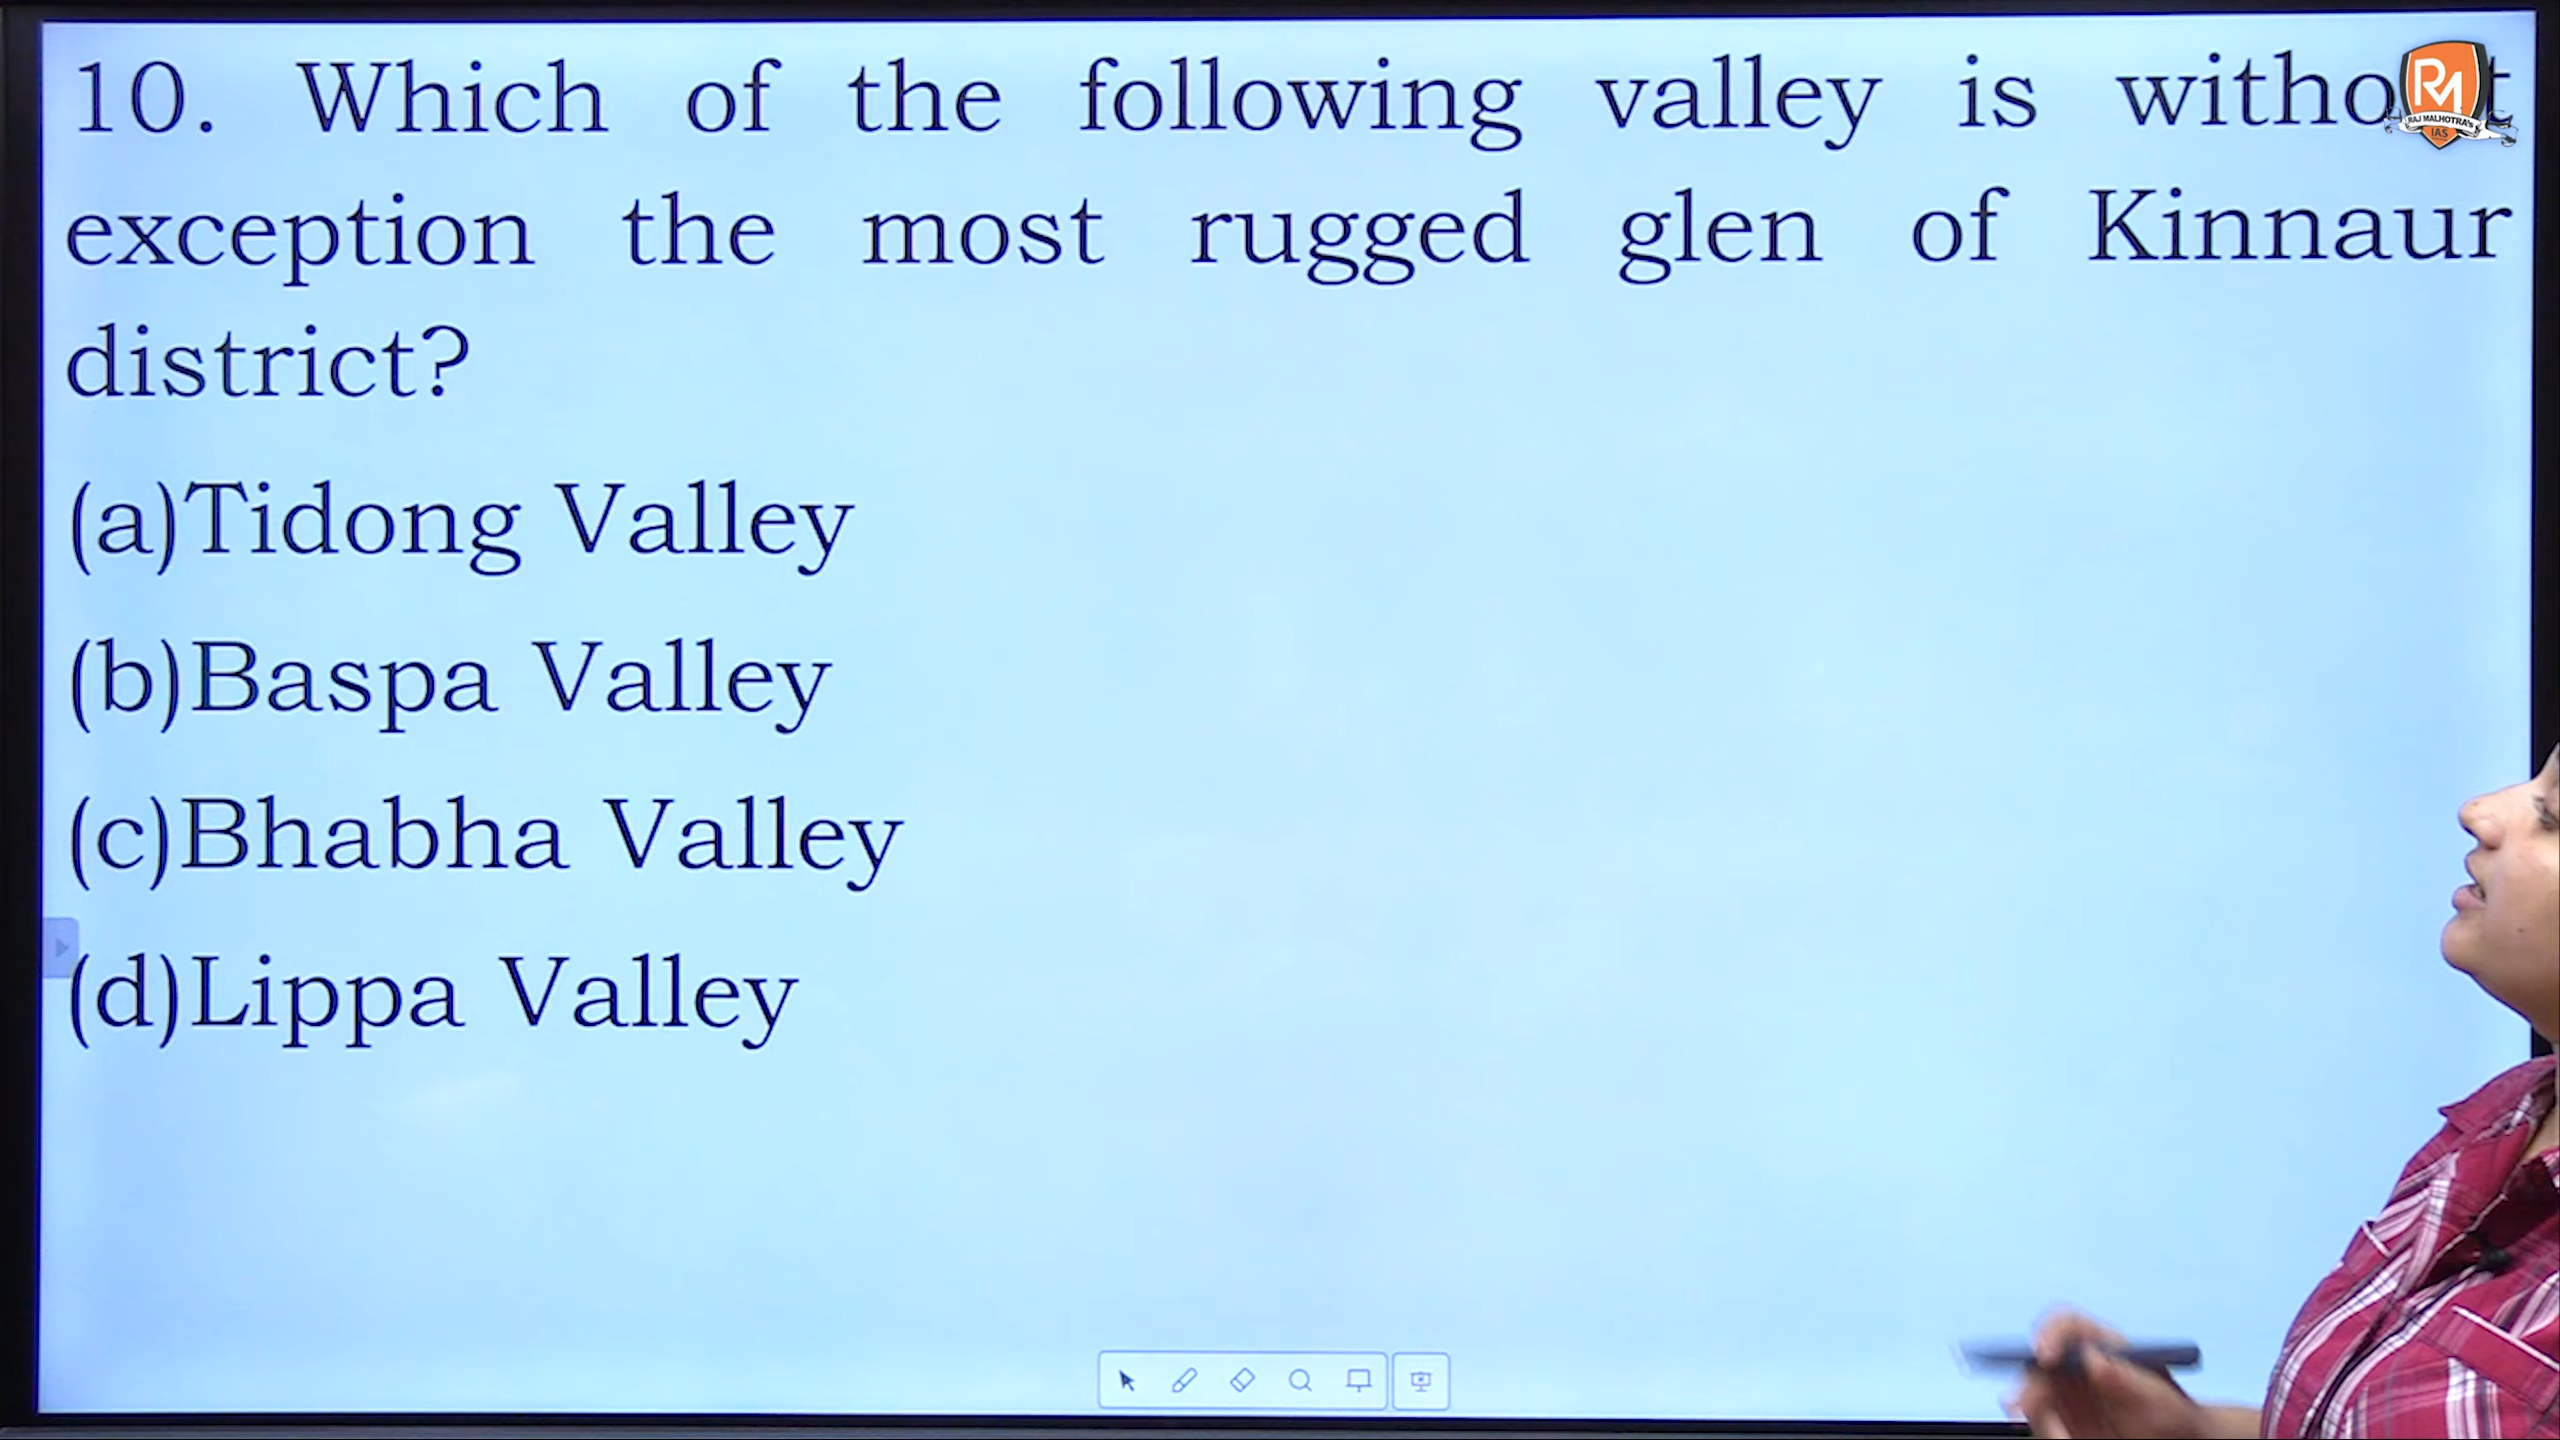 10. Which of the following valley is without
exception the most rugged glen of Kinnaur
district?
(a)Tidong Valley
(b)Baspa Valley
(c)Bhabha Valley
(d)Lippa Valley
RM
RAJ MALHOTRA'S
IAS